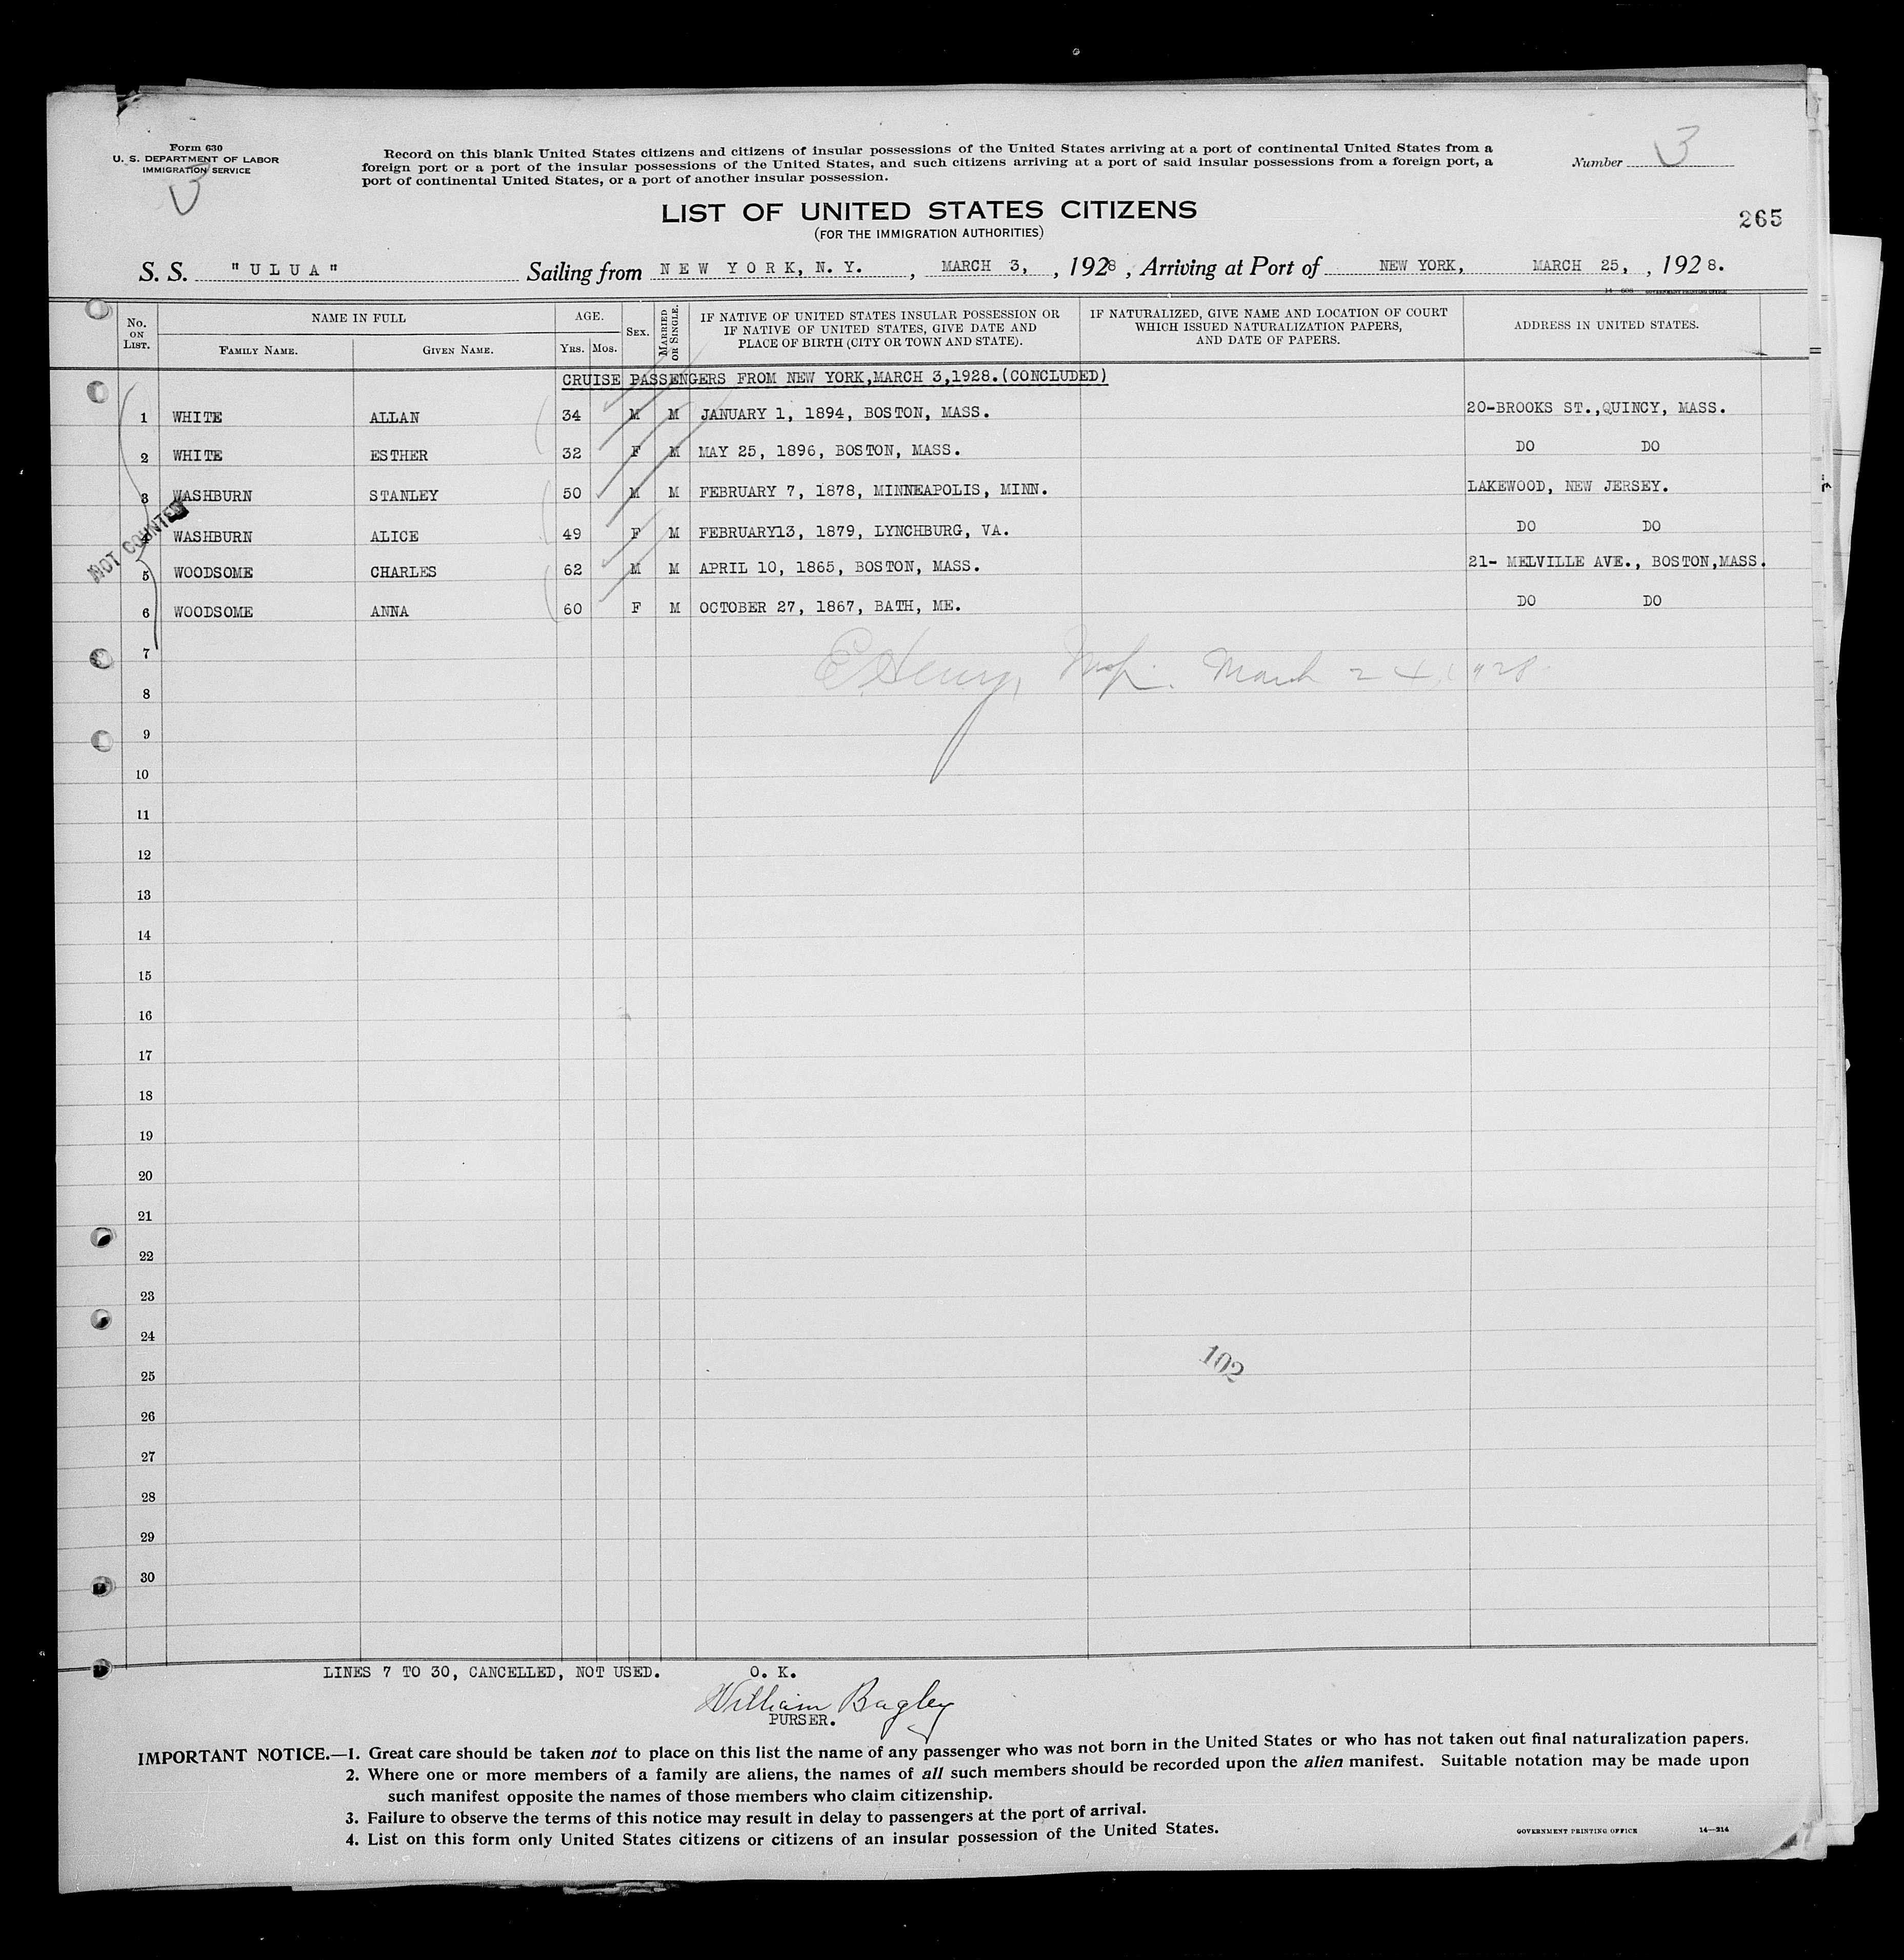 Form 630
U. S. DEPARTMENT OF LABOR
IMMIGRATION SERVICE
3
Record on this blank United States citizens and citizens of insular possessions of the United States arriving at a port of continental United States from a
foreign port or a port of the insular possessions of the United States, and such citizens arriving at a port of said insular possessions from a foreign port, a
port of continental United States, or a port of another insular possession.
Number 3
LIST OF UNITED STATES CITIZENS
(FOR THE IMMIGRATION AUTHORITIES)
265
S. S. "ULUA" Sailing from NEW YORK, N. Y. , MARCH 3, , 1928 , Arriving at Port of NEW YORK, MARCH 25, , 1928.
No. ON LIST. NAME IN FULL FAMILY NAME. GIVEN NAME. AGE. YRS. MOS. SEX. MARRIED OR SINGLE. IF NATIVE OF UNITED STATES INSULAR POSSESSION OR IF NATIVE OF UNITED STATES, GIVE DATE AND PLACE OF BIRTH (CITY OR TOWN AND STATE). IF NATURALIZED, GIVE NAME AND LOCATION OF COURT WHICH ISSUED NATURALIZATION PAPERS, AND DATE OF PAPERS. ADDRESS IN UNITED STATES.
CRUISE PASSENGERS FROM NEW YORK,MARCH 3,1928.(CONCLUDED)
1 WHITE ALLAN 34 M M JANUARY 1, 1894, BOSTON, MASS. 20-BROOKS ST.,QUINCY, MASS.
2 WHITE ESTHER 32 F M MAY 25, 1896, BOSTON, MASS. DO DO
3 WASHBURN STANLEY 50 M M FEBRUARY 7, 1878, MINNEAPOLIS, MINN. LAKEWOOD, NEW JERSEY.
NOT COUNTED
4 WASHBURN ALICE 49 F M FEBRUARY13, 1879, LYNCHBURG, VA. DO DO
5 WOODSOME CHARLES 62 M M APRIL 10, 1865, BOSTON, MASS. 21- MELVILLE AVE., BOSTON,MASS.
6 WOODSOME ANNA 60 F M OCTOBER 27, 1867, BATH, ME. DO DO
7
E. Henry, Insp. March 24, 1928
8
9
10
11
12
13
14
15
16
17
18
19
20
21
22
23
24
102
25
26
27
28
29
30
LINES 7 TO 30, CANCELLED, NOT USED. O. K.
William Bagley
PURSER.
IMPORTANT NOTICE.—1. Great care should be taken not to place on this list the name of any passenger who was not born in the United States or who has not taken out final naturalization papers.
2. Where one or more members of a family are aliens, the names of all such members should be recorded upon the alien manifest. Suitable notation may be made upon
such manifest opposite the names of those members who claim citizenship.
3. Failure to observe the terms of this notice may result in delay to passengers at the port of arrival.
4. List on this form only United States citizens or citizens of an insular possession of the United States.
GOVERNMENT PRINTING OFFICE 14—214